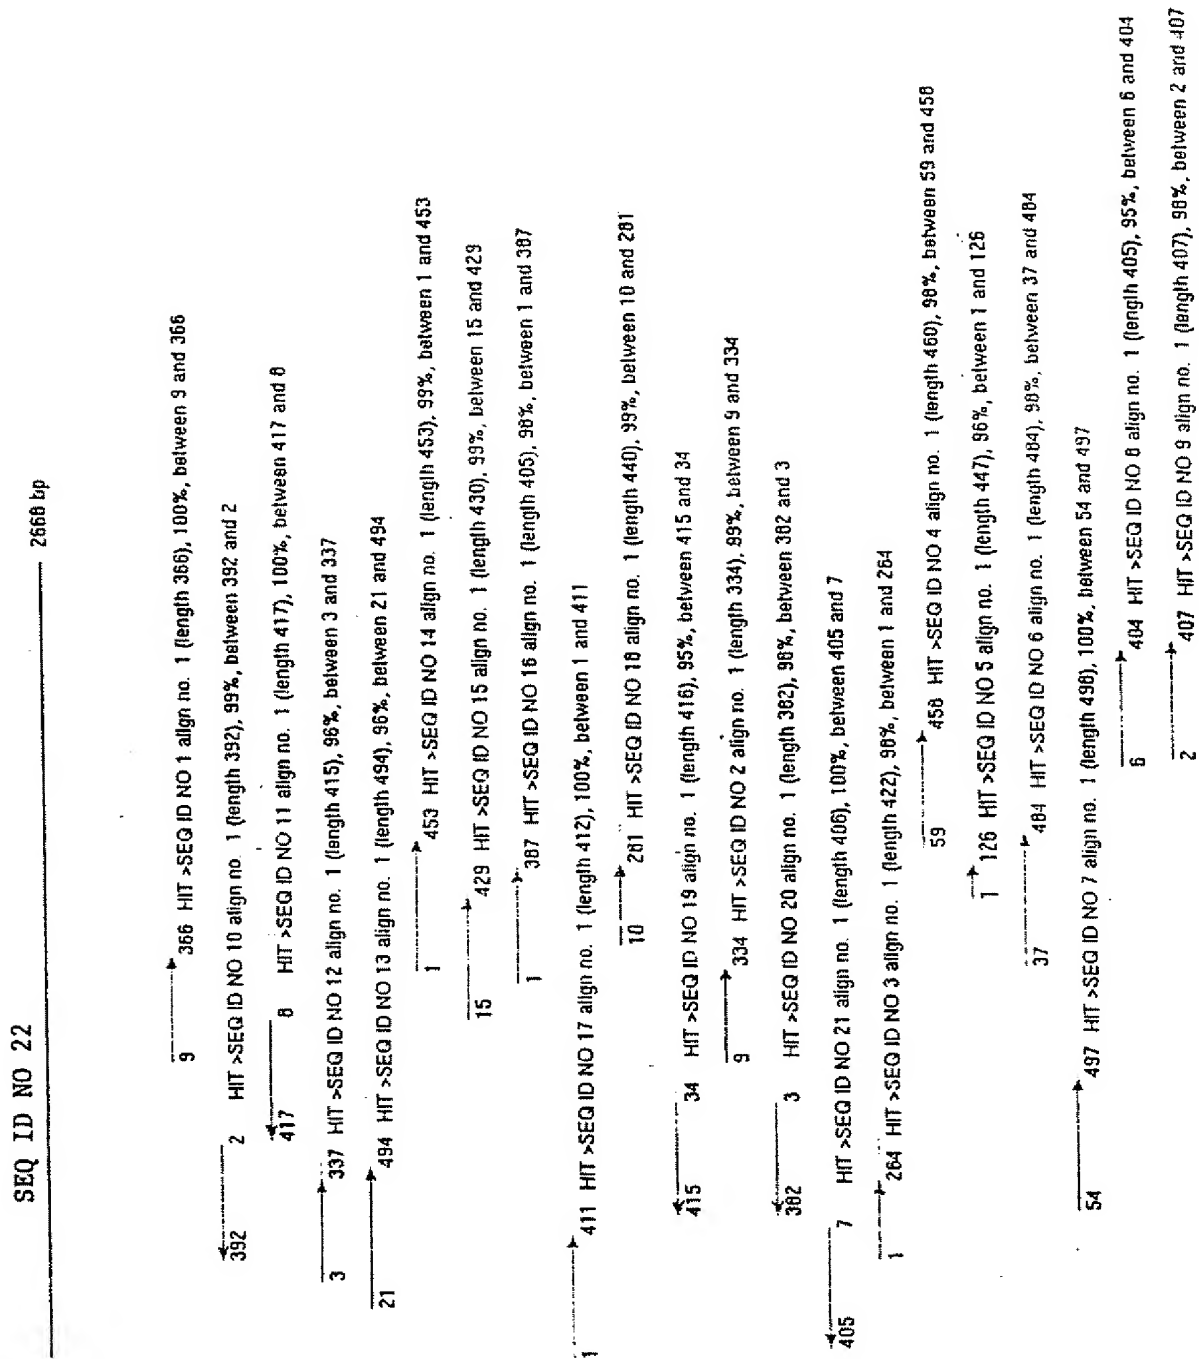 SEQ ID NO 22
2668 bp
9 366 HIT >SEQ ID NO 1 align no. 1 (length 366), 100%, between 9 and 366
392 2 HIT >SEQ ID NO 10 align no. 1 (length 392), 99%, between 392 and 2
417 8 HIT >SEQ ID NO 11 align no. 1 (length 417), 100%, between 417 and 8
3 337 HIT >SEQ ID NO 12 align no. 1 (length 415), 96%, between 3 and 337
21 494 HIT >SEQ ID NO 13 align no. 1 (length 494), 96%, between 21 and 494
1 453 HIT >SEQ ID NO 14 align no. 1 (length 453), 99%, between 1 and 453
15 429 HIT >SEQ ID NO 15 align no. 1 (length 430), 99%, between 15 and 429
1 387 HIT >SEQ ID NO 16 align no. 1 (length 405), 98%, between 1 and 387
1 411 HIT >SEQ ID NO 17 align no. 1 (length 412), 100%, between 1 and 411
10 281 HIT >SEQ ID NO 18 align no. 1 (length 440), 99%, between 10 and 281
415 34 HIT >SEQ ID NO 19 align no. 1 (length 416), 95%, between 415 and 34
9 334 HIT >SEQ ID NO 2 align no. 1 (length 334), 99%, between 9 and 334
382 3 HIT >SEQ ID NO 20 align no. 1 (length 382), 98%, between 382 and 3
405 7 HIT >SEQ ID NO 21 align no. 1 (length 406), 100%, between 405 and 7
1 264 HIT >SEQ ID NO 3 align no. 1 (length 422), 98%, between 1 and 264
59 458 HIT >SEQ ID NO 4 align no. 1 (length 460), 98%, between 59 and 458
1 126 HIT >SEQ ID NO 5 align no. 1 (length 447), 96%, between 1 and 126
37 484 HIT >SEQ ID NO 6 align no. 1 (length 484), 98%, between 37 and 484
54 497 HIT >SEQ ID NO 7 align no. 1 (length 498), 100%, between 54 and 497
6 404 HIT >SEQ ID NO 8 align no. 1 (length 405), 95%, between 6 and 404
2 407 HIT >SEQ ID NO 9 align no. 1 (length 407), 98%, between 2 and 407